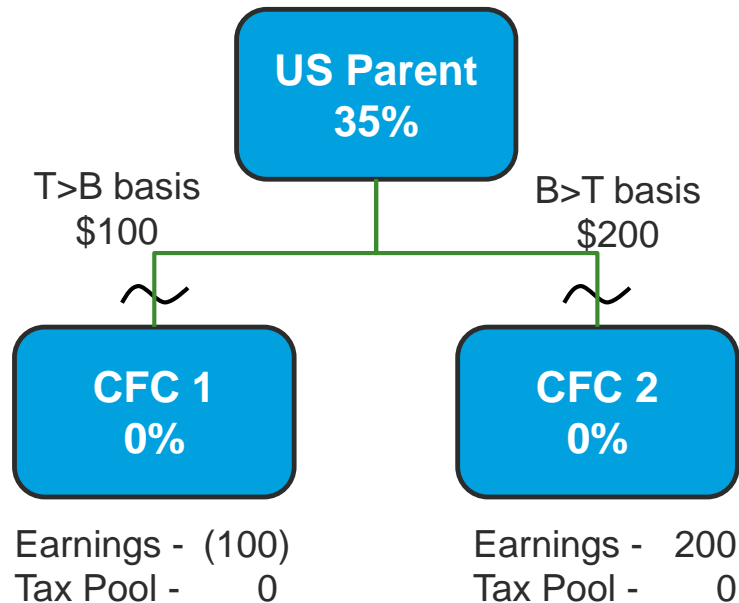 US Parent
35%
T>B basis
$100
B>T basis
$200
CFC 1
0%
CFC 2
0%
Earnings - (100)
Tax Pool - 0
Earnings - 200
Tax Pool - 0